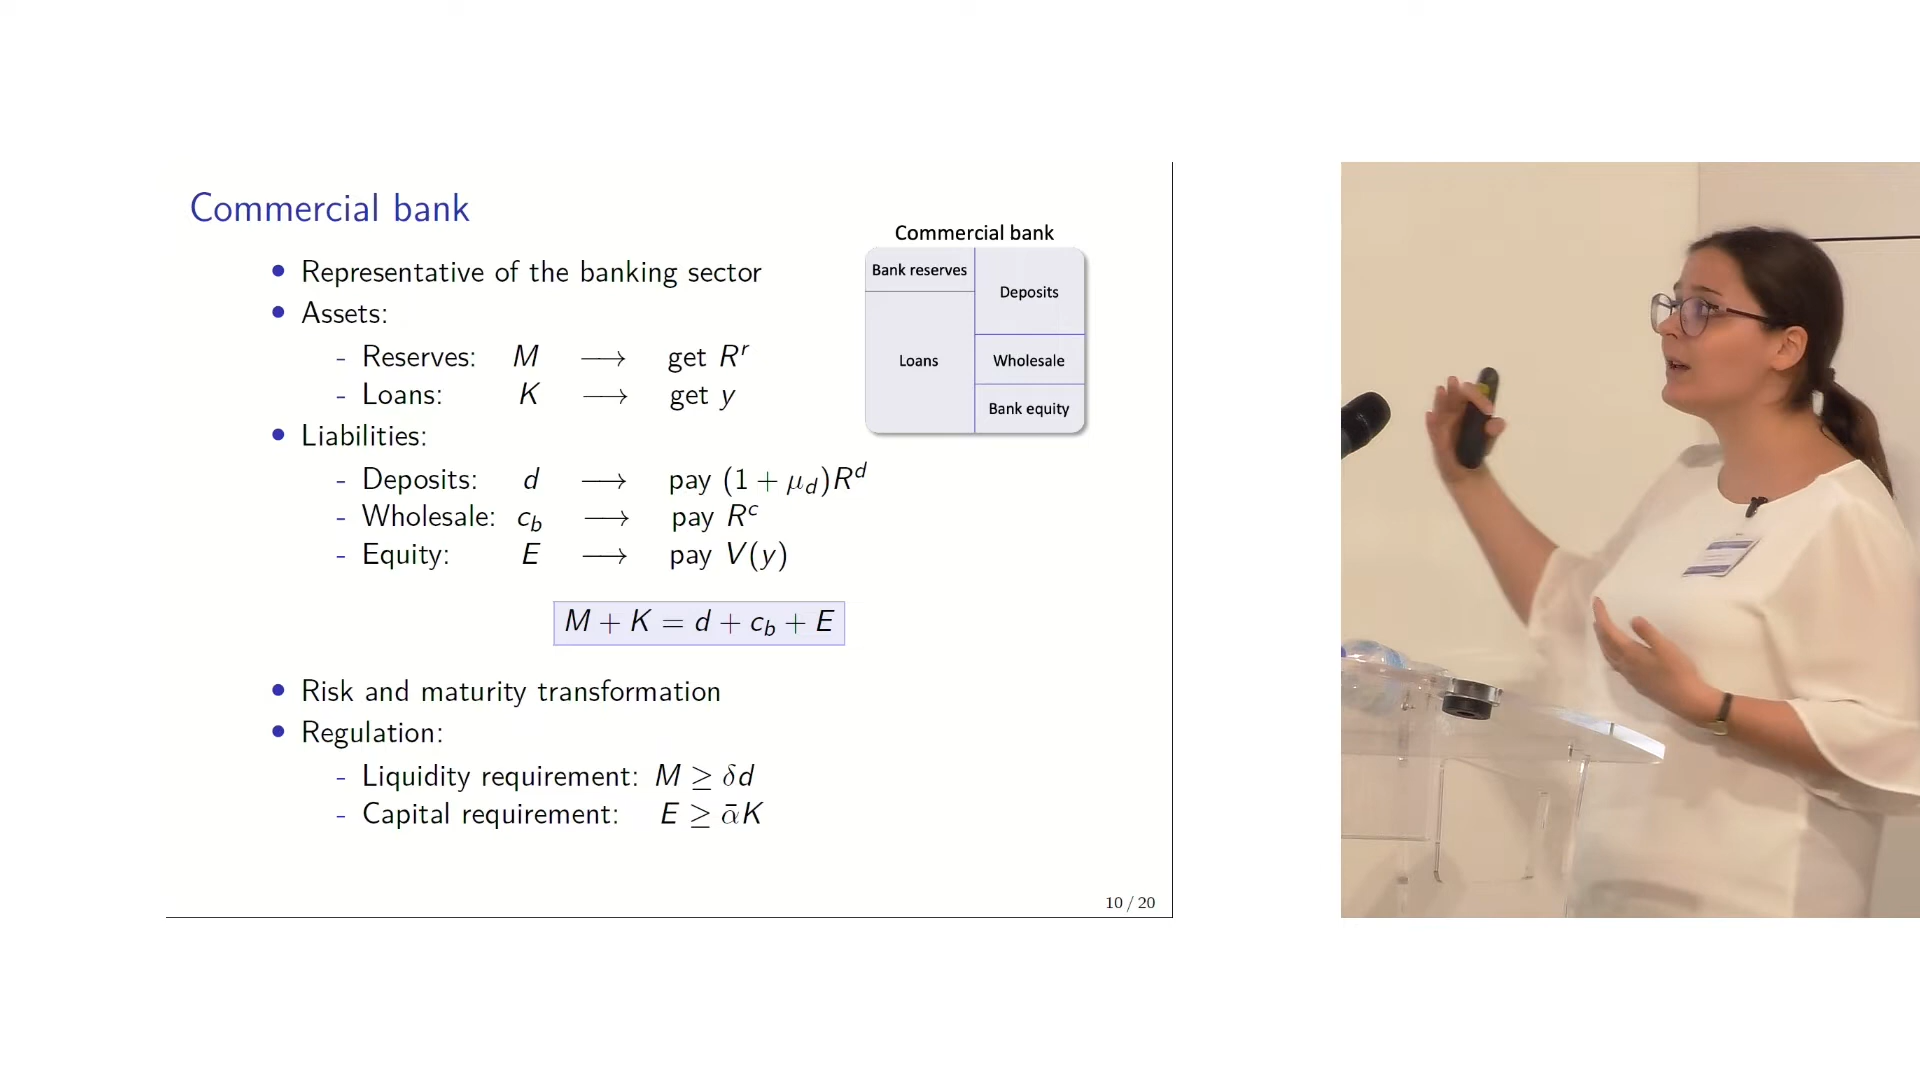 Commercial bank
• Representative of the banking sector
• Assets:
- Reserves: M ⟶ get Rʳ
- Loans: K ⟶ get y
• Liabilities:
- Deposits: d ⟶ pay (1 + μ_d)R^d
- Wholesale: c_b ⟶ pay R^c
- Equity: E ⟶ pay V(y)
M + K = d + c_b + E
• Risk and maturity transformation
• Regulation:
- Liquidity requirement: M ≥ δd
- Capital requirement: E ≥ ᾱK
Commercial bank
Bank reserves
Loans
Deposits
Wholesale
Bank equity
10 / 20